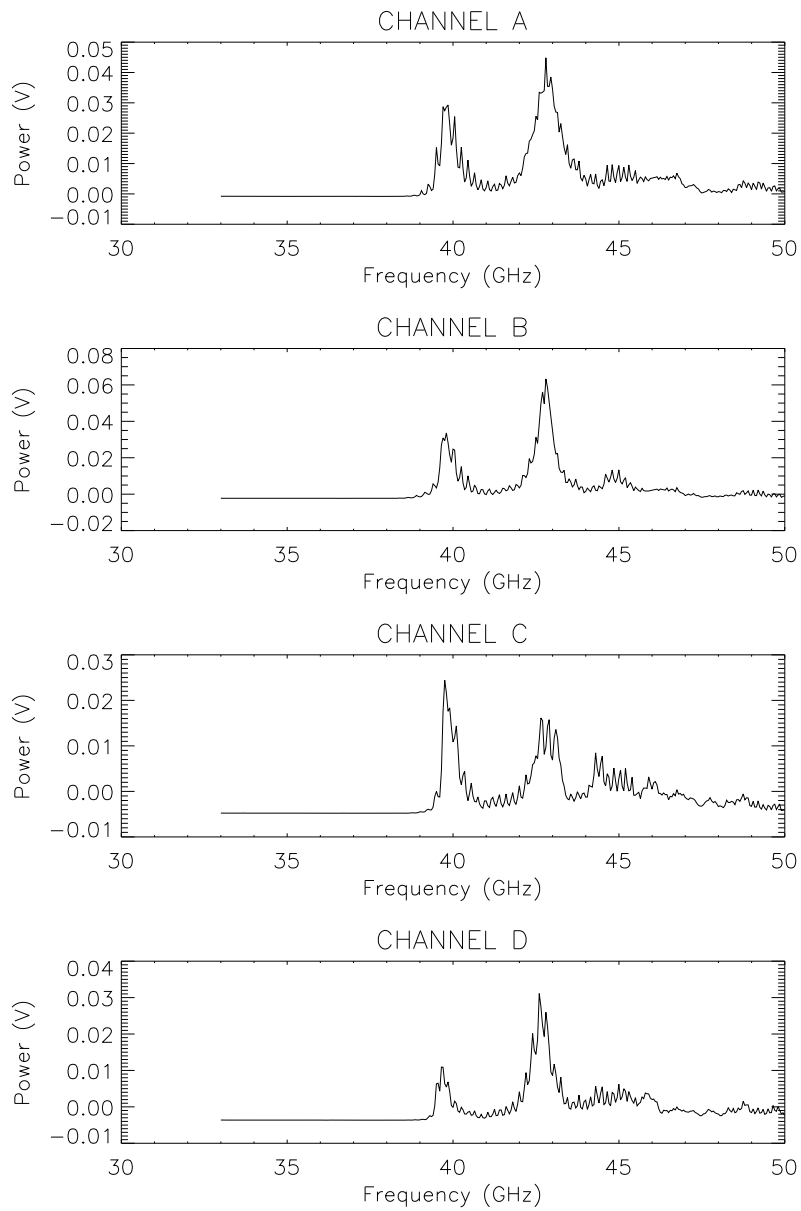 CHANNEL A
0.05
0.04
0.03
0.02
0.01
0.00
−0.01
Power (V)
30 35 40 45 50
Frequency (GHz)
CHANNEL B
0.08
0.06
0.04
0.02
0.00
−0.02
Power (V)
30 35 40 45 50
Frequency (GHz)
CHANNEL C
0.03
0.02
0.01
0.00
−0.01
Power (V)
30 35 40 45 50
Frequency (GHz)
CHANNEL D
0.04
0.03
0.02
0.01
0.00
−0.01
Power (V)
30 35 40 45 50
Frequency (GHz)